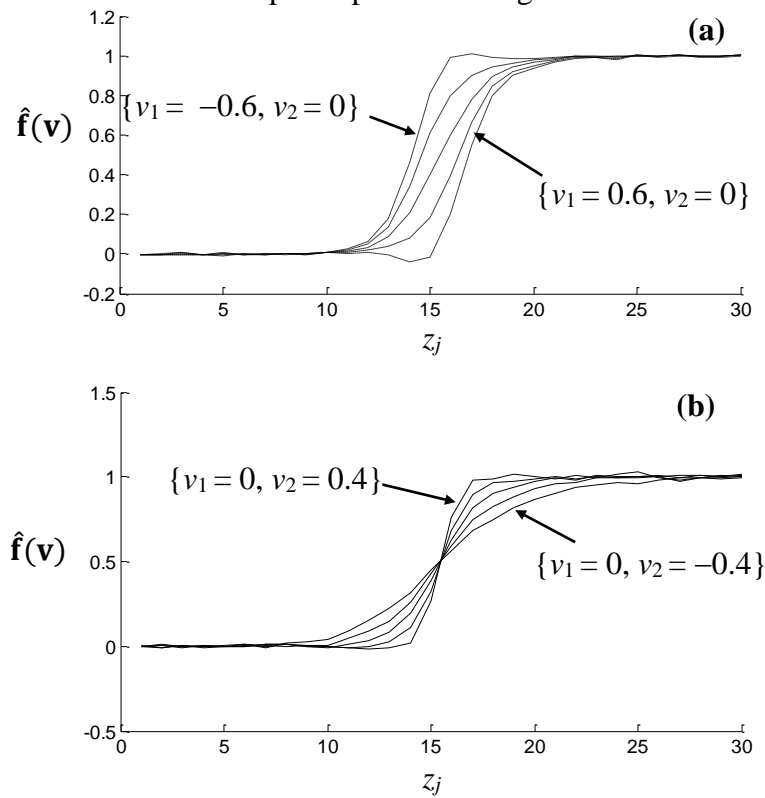 (a)
1.2
1
0.8
0.6
0.4
0.2
0
-0.2
f̂(v)
{v1 = −0.6, v2 = 0}
{v1 = 0.6, v2 = 0}
0 5 10 15 20 25 30
zj
(b)
1.5
1
0.5
0
-0.5
f̂(v)
{v1 = 0, v2 = 0.4}
{v1 = 0, v2 = −0.4}
0 5 10 15 20 25 30
zj